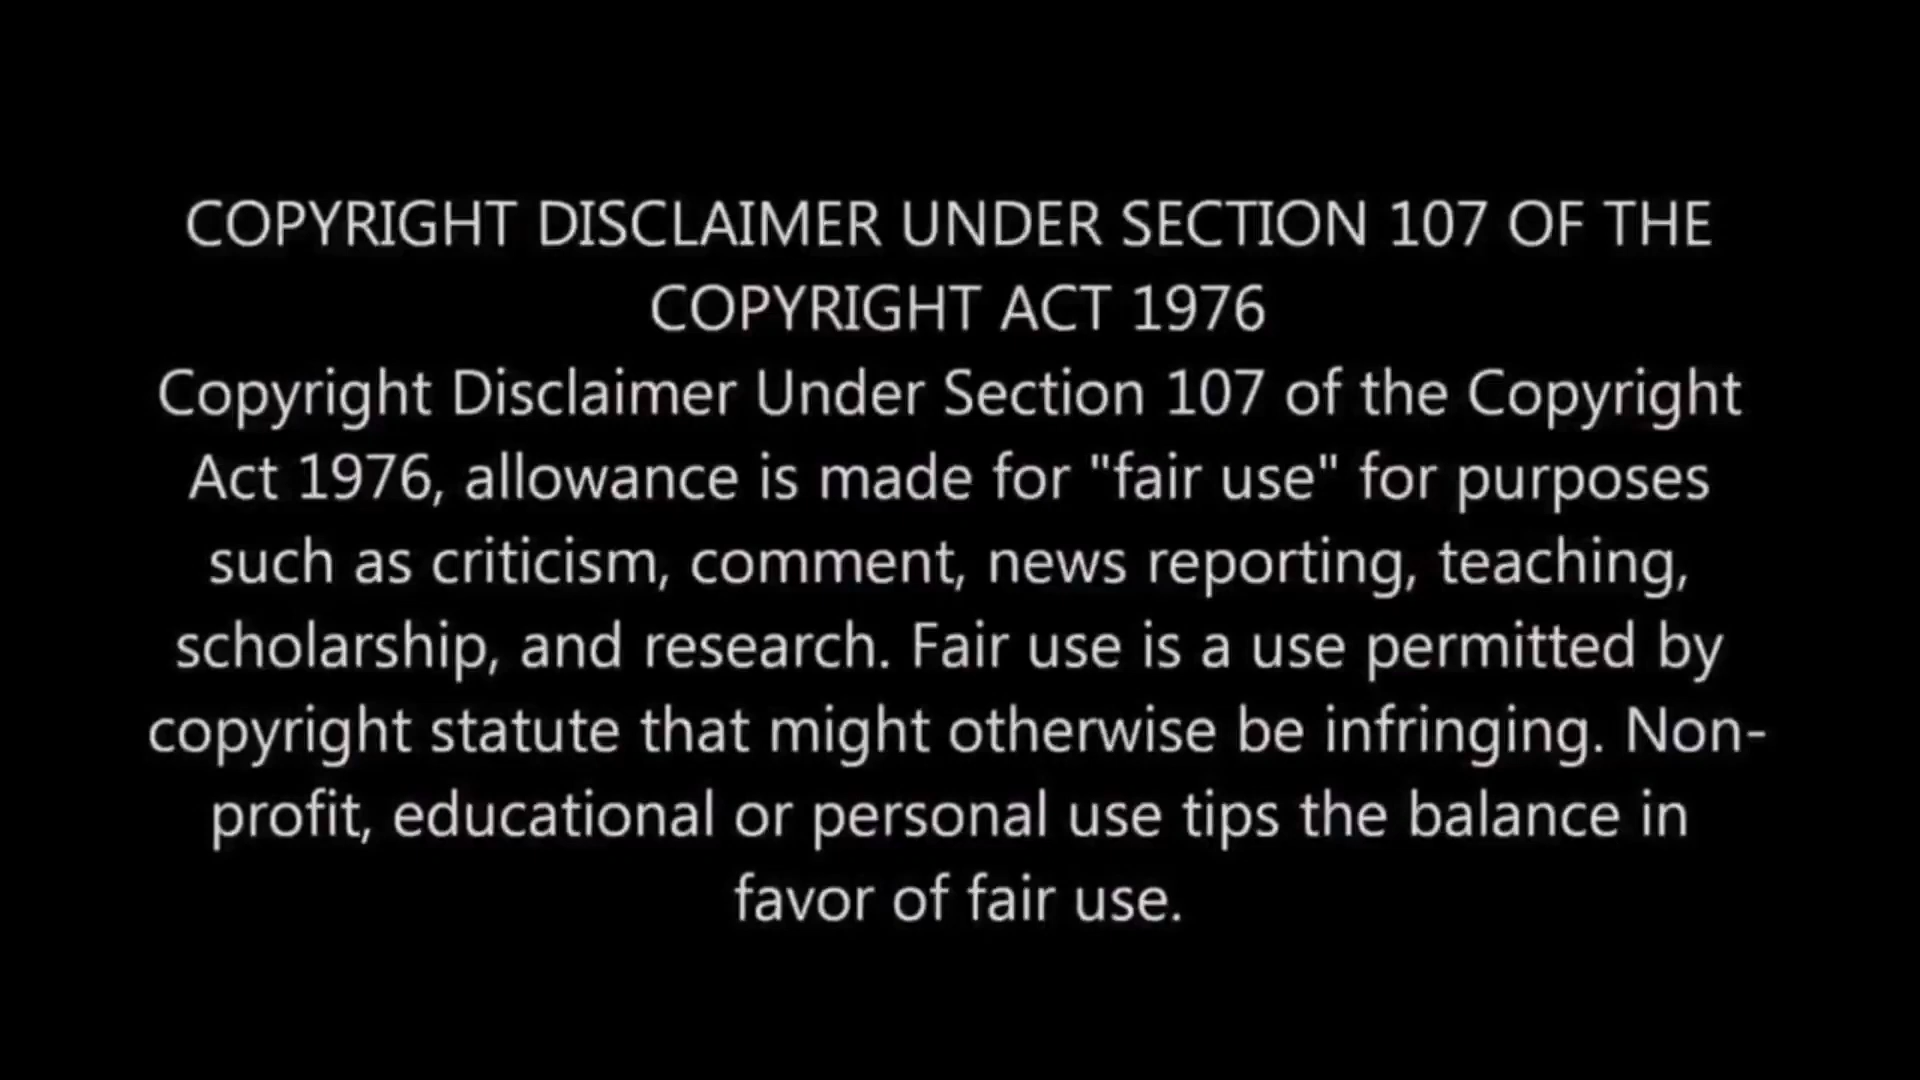 COPYRIGHT DISCLAIMER UNDER SECTION 107 OF THE
COPYRIGHT ACT 1976
Copyright Disclaimer Under Section 107 of the Copyright
Act 1976, allowance is made for "fair use" for purposes
such as criticism, comment, news reporting, teaching,
scholarship, and research. Fair use is a use permitted by
copyright statute that might otherwise be infringing. Non-
profit, educational or personal use tips the balance in
favor of fair use.